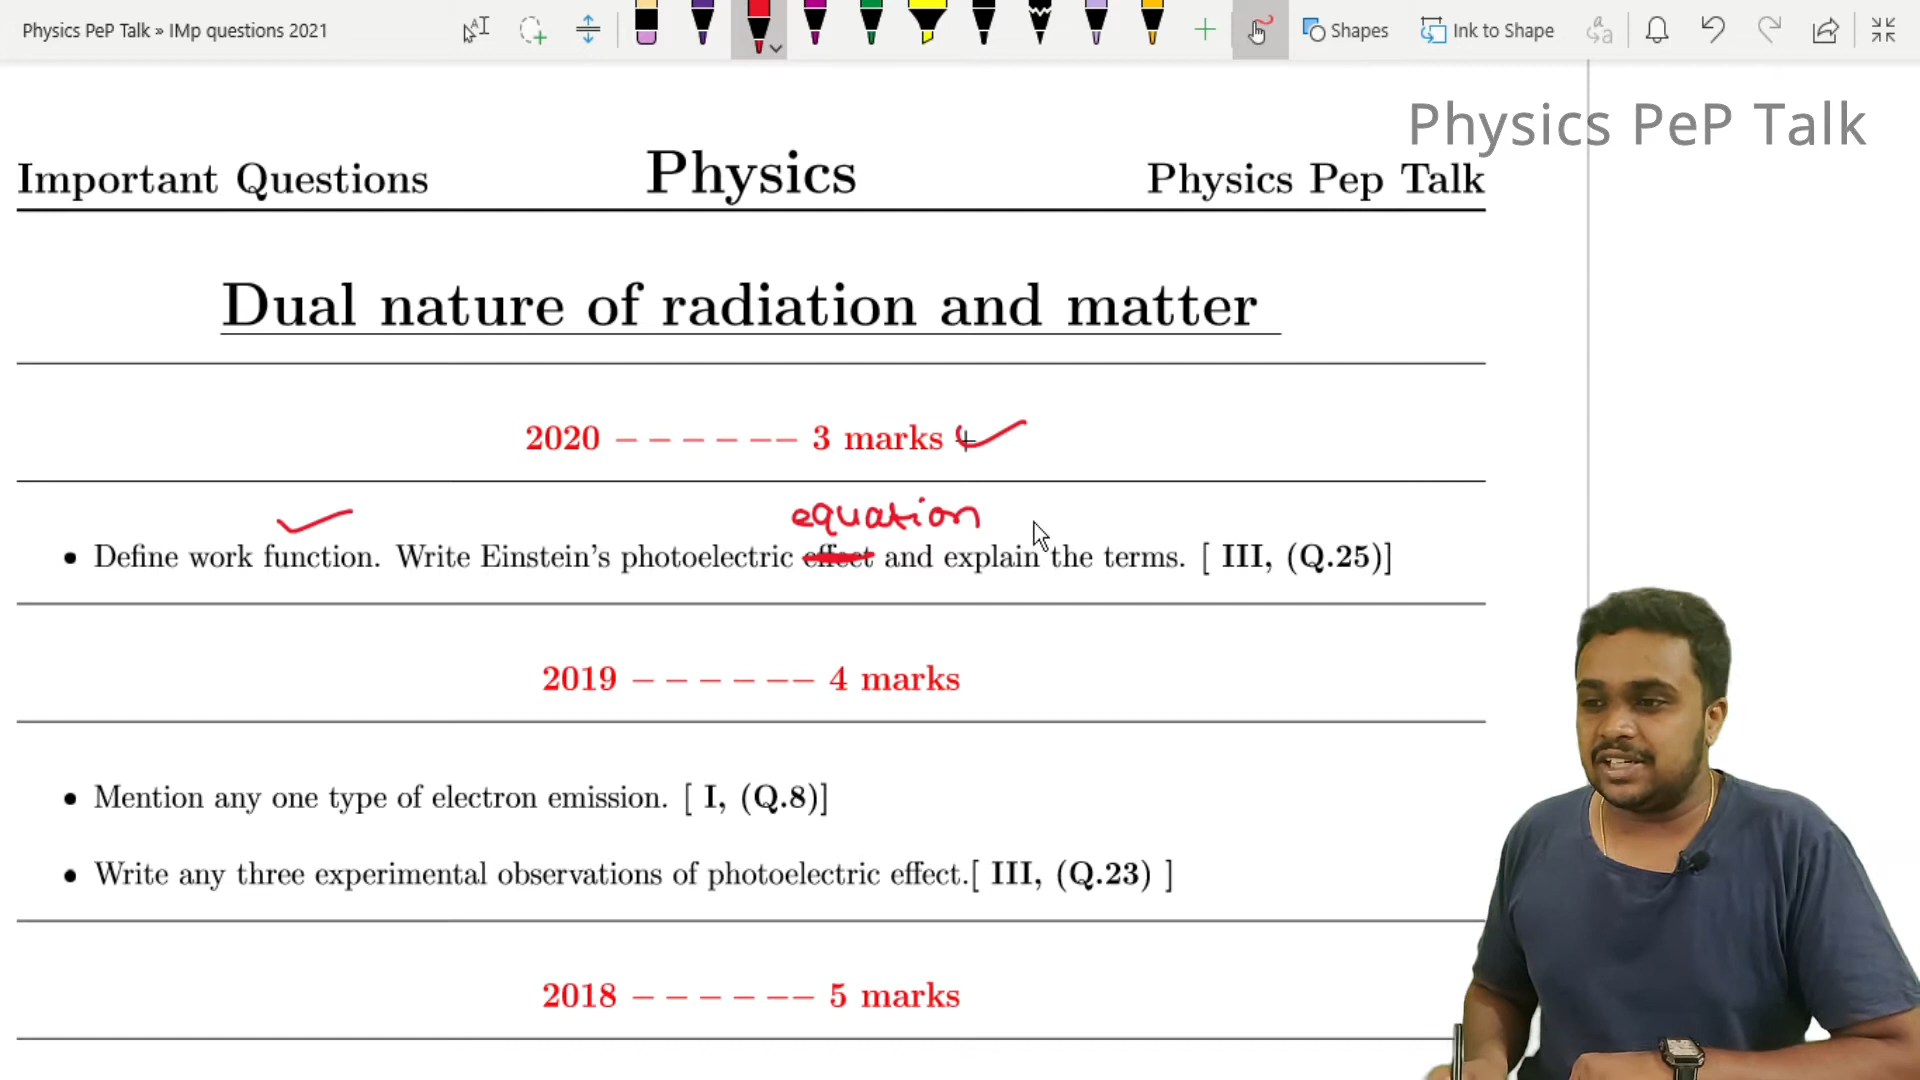 Physics PeP Talk » IMp questions 2021
Shapes
Ink to Shape
Physics PeP Talk
Important Questions
Physics
Physics Pep Talk
Dual nature of radiation and matter
2020 – – – – – – 3 marks
equation
• Define work function. Write Einstein's photoelectric effect and explain the terms. [ III, (Q.25)]
2019 – – – – – – 4 marks
• Mention any one type of electron emission. [ I, (Q.8)]
• Write any three experimental observations of photoelectric effect.[ III, (Q.23) ]
2018 – – – – – – 5 marks